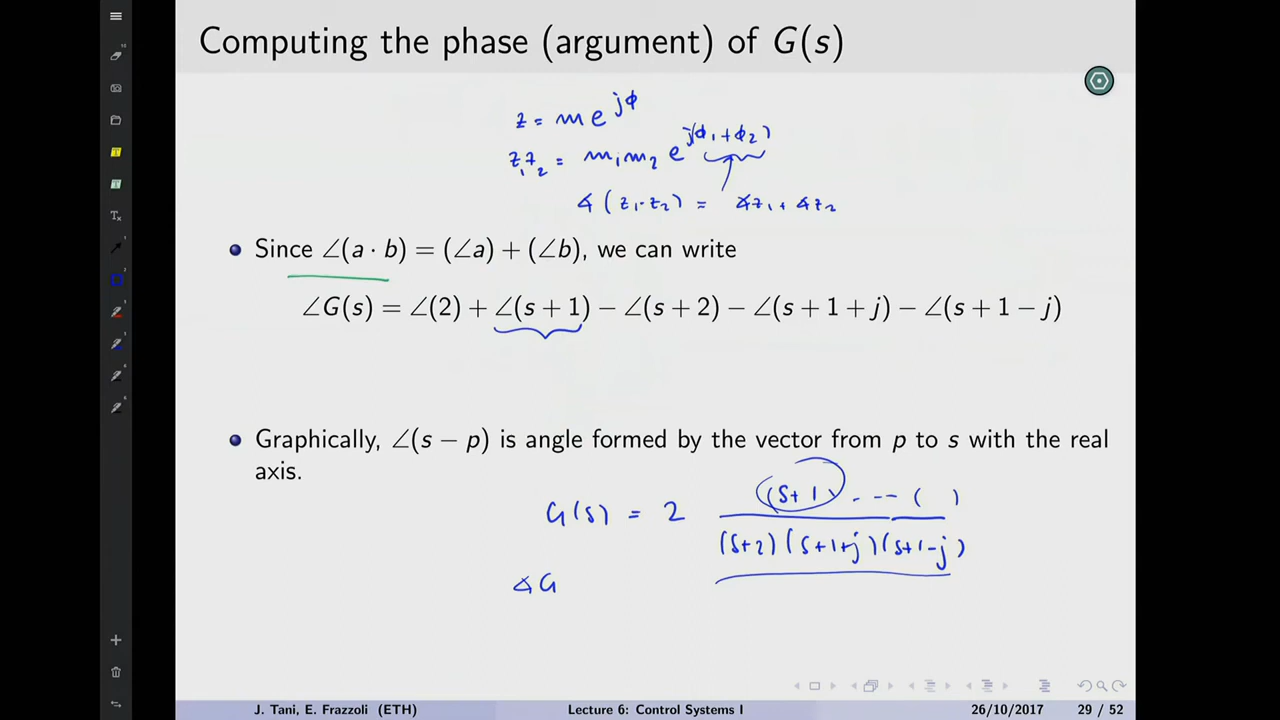 Computing the phase (argument) of G(s)
z = m e^{jϕ}
z₁z₂ = m₁m₂ e^{j(ϕ₁+ϕ₂)}
∡(z₁·z₂) = ∡z₁ + ∡z₂
Since ∠(a · b) = (∠a) + (∠b), we can write
∠G(s) = ∠(2) + ∠(s + 1) − ∠(s + 2) − ∠(s + 1 + j) − ∠(s + 1 − j)
Graphically, ∠(s − p) is angle formed by the vector from p to s with the real
axis.
(s+1) . -- ( )
G(s) = 2
(s+2)(s+1+j)(s+1-j)
∡G
J. Tani, E. Frazzoli (ETH) Lecture 6: Control Systems I 26/10/2017 29 / 52